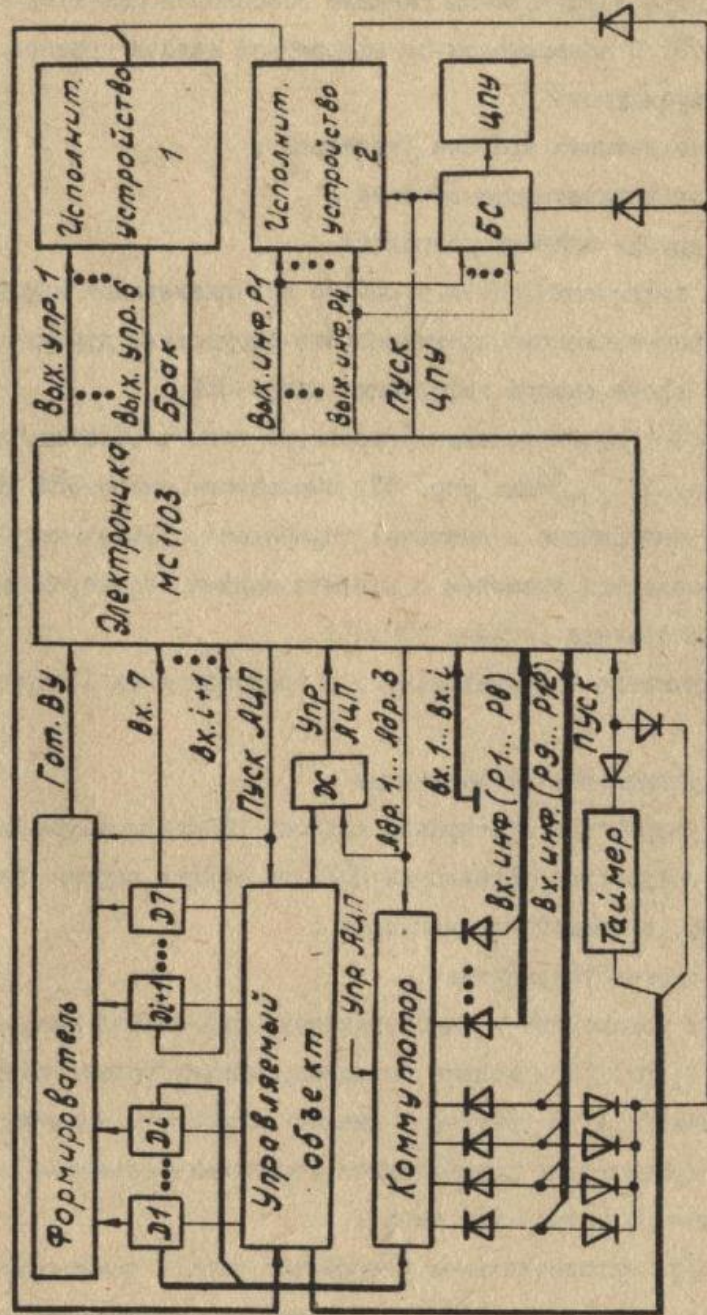 Формирователь
D1
Di
Di+1
D7
Управляемый
объект
Упр АЦП
Коммутатор
DC
Таймер
Гот. ВУ
Вх. 7
Вх. i+1
Пуск АЦП
Упр
АЦП
Адр. 1... Адр. 3
Вх. 1... Вх. i
Вх. инф (Р1... Р8)
Вх. инф. (Р9... Р12)
Пуск
Электроника
МС1103
Вых. Упр. 1
Вых. Упр. 6
Брак
Вых. инф. Р1
Вых. инф. Р4
Пуск
ЦПУ
Исполнит.
устройство
1
Исполнит.
устройство
2
БС
ЦПУ